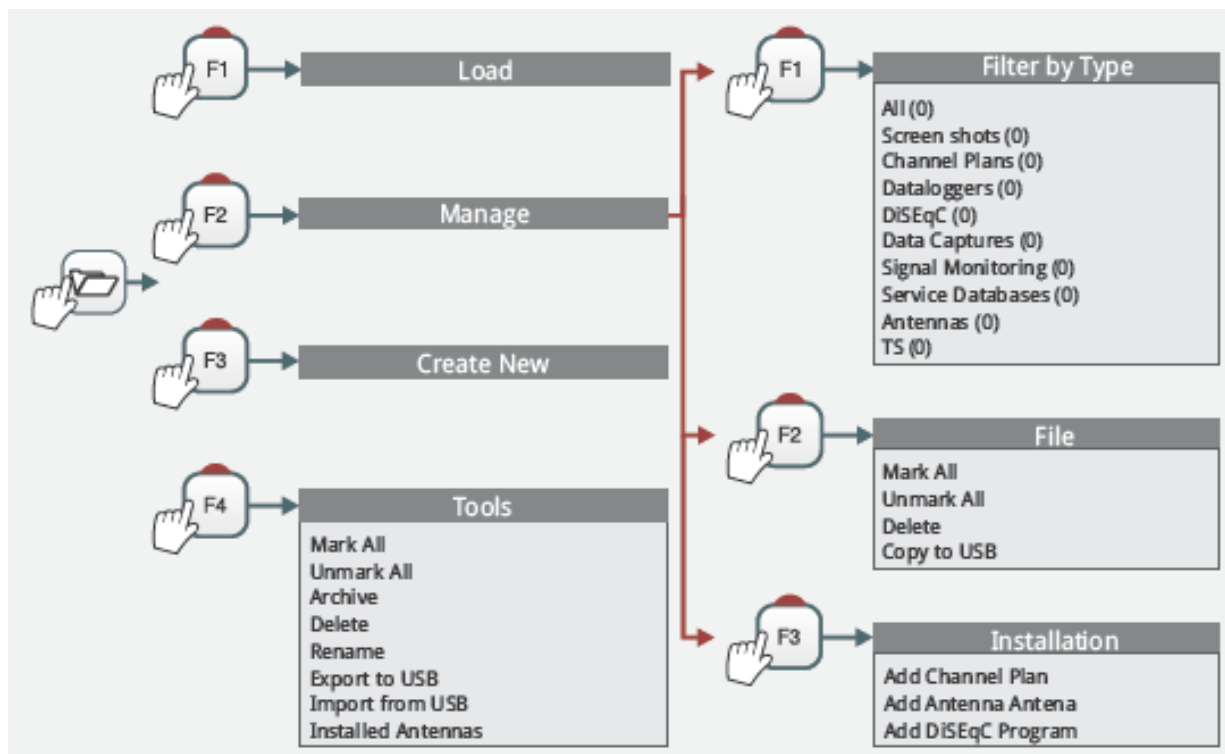 F1
Load
F2
Manage
F3
Create New
F4
Tools
Mark All
Unmark All
Archive
Delete
Rename
Export to USB
Import from USB
Installed Antennas
F1
Filter by Type
All (0)
Screen shots (0)
Channel Plans (0)
Dataloggers (0)
DiSEqC (0)
Data Captures (0)
Signal Monitoring (0)
Service Databases (0)
Antennas (0)
TS (0)
F2
File
Mark All
Unmark All
Delete
Copy to USB
F3
Installation
Add Channel Plan
Add Antenna Antena
Add DiSEqC Program